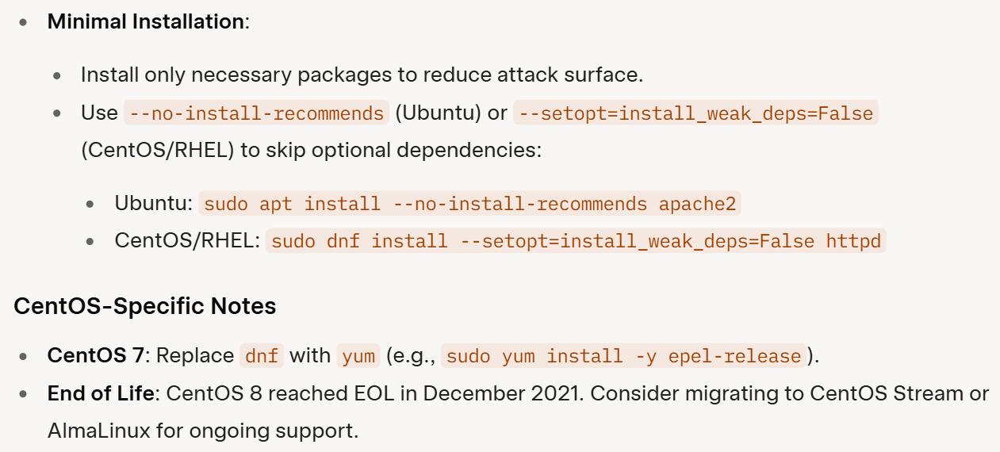 Minimal Installation:
Install only necessary packages to reduce attack surface.
Use --no-install-recommends (Ubuntu) or --setopt=install_weak_deps=False
(CentOS/RHEL) to skip optional dependencies:
Ubuntu: sudo apt install --no-install-recommends apache2
CentOS/RHEL: sudo dnf install --setopt=install_weak_deps=False httpd
CentOS-Specific Notes
CentOS 7: Replace dnf with yum (e.g., sudo yum install -y epel-release).
End of Life: CentOS 8 reached EOL in December 2021. Consider migrating to CentOS Stream or
AlmaLinux for ongoing support.